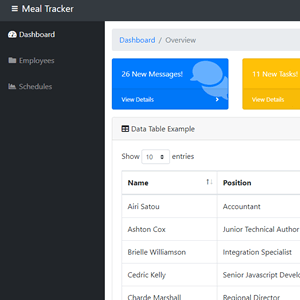 Meal Tracker
Dashboard
Employees
Schedules
Dashboard / Overview
26 New Messages!
View Details
11 New Tasks!
View Details
Data Table Example
Show 10 entries
Name Position
Airi Satou Accountant
Ashton Cox Junior Technical Author
Brielle Williamson Integration Specialist
Cedric Kelly Senior Javascript
Charde Marshall Regional Director